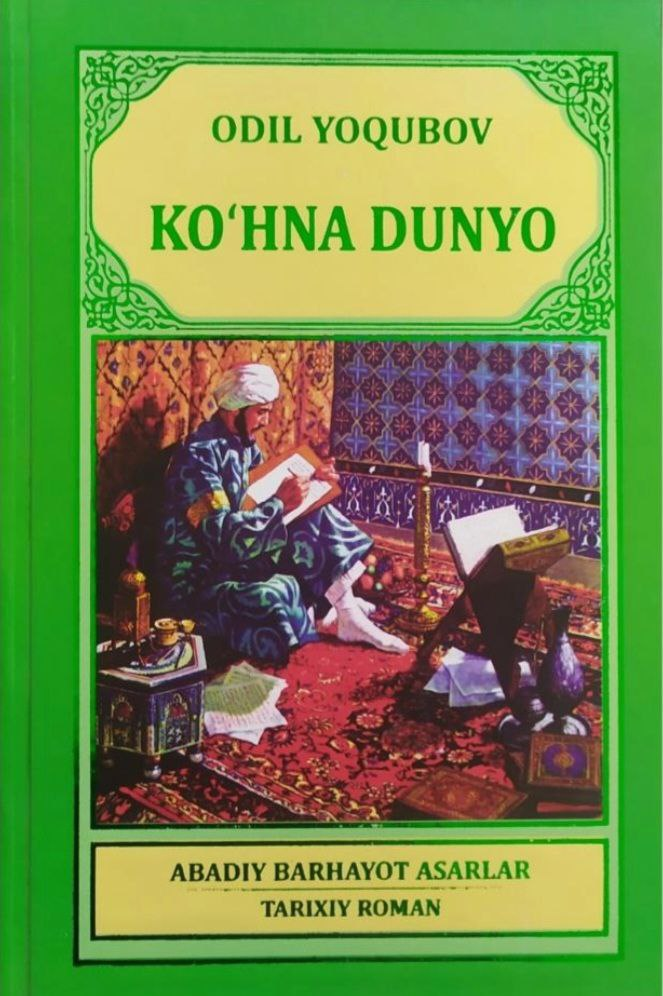 ODIL YOQUBOV
KO‘HNA DUNYO
ABADIY BARHAYOT ASARLAR
TARIXIY ROMAN